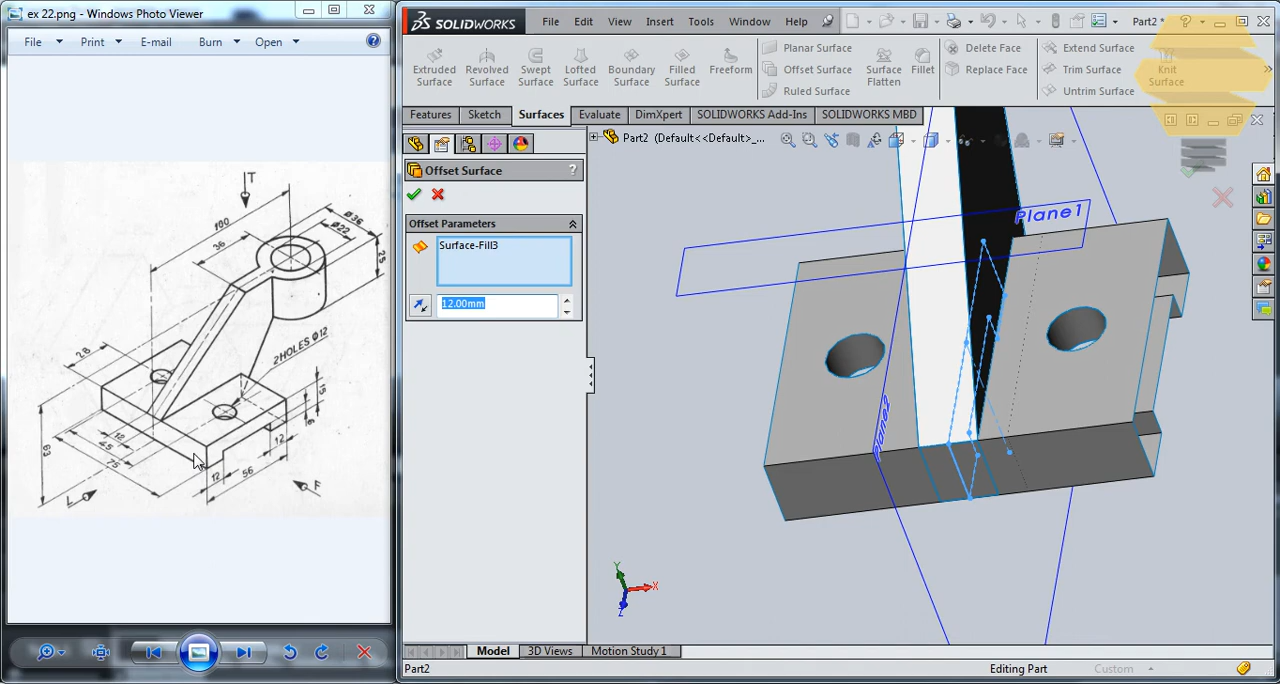 ex 22.png - Windows Photo Viewer
File Print E-mail Burn Open
T
100
36
Ø36
Ø22
25
28
2HOLES Ø12
15
9
12
63
12
45
75
12
56
L
F
SOLIDWORKS
File Edit View Insert Tools Window Help
Part2 *
Extruded Surface
Revolved Surface
Swept Surface
Lofted Surface
Boundary Surface
Filled Surface
Freeform
Planar Surface
Offset Surface
Ruled Surface
Surface Flatten
Fillet
Delete Face
Replace Face
Extend Surface
Trim Surface
Untrim Surface
Knit Surface
Features Sketch Surfaces Evaluate DimXpert SOLIDWORKS Add-Ins SOLIDWORKS MBD
Part2 (Default<<Default>_...
Offset Surface ?
Offset Parameters
Surface-Fill3
12.00mm
Plane1
Plane2
Y
X
Z
Model 3D Views Motion Study 1
Part2 Editing Part Custom